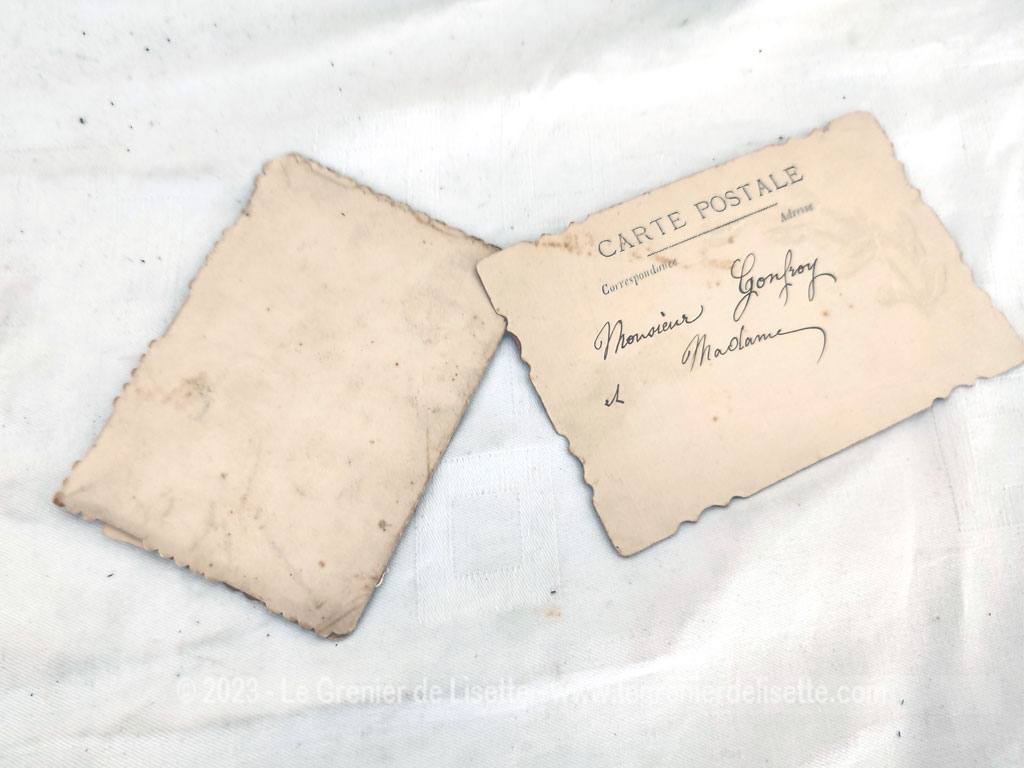 CARTE POSTALE
Correspondance Adresse
Monsieur Gonfroy
et Madame
© 2023 - Le Grenier de Lisette - www.legrenierdelisette.com